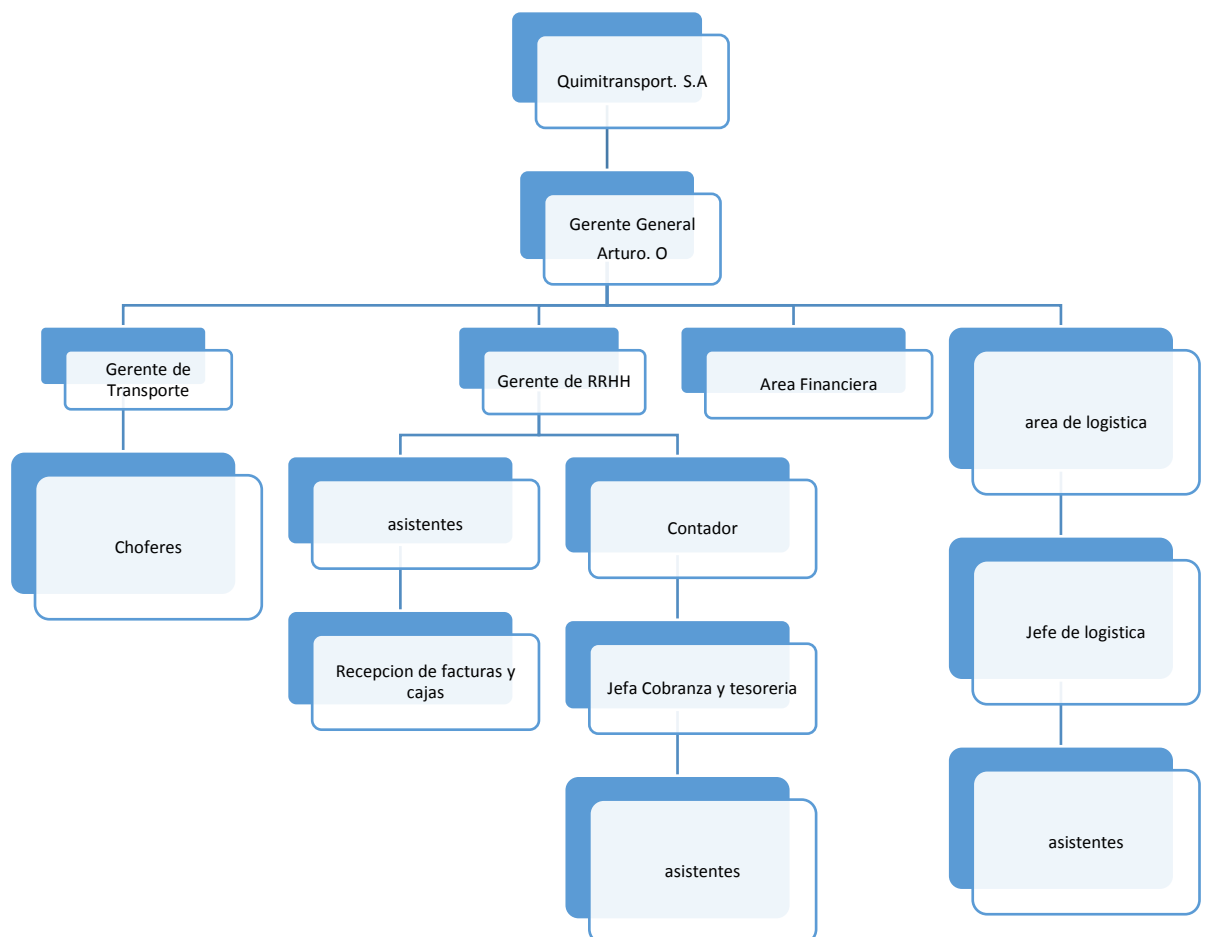 Quimitransport. S.A
Gerente General
Arturo. O
Gerente de
Transporte
Gerente de RRHH
Area Financiera
area de logistica
Choferes
asistentes
Contador
Jefe de logistica
Recepcion de facturas y
cajas
Jefa Cobranza y tesoreria
asistentes
asistentes